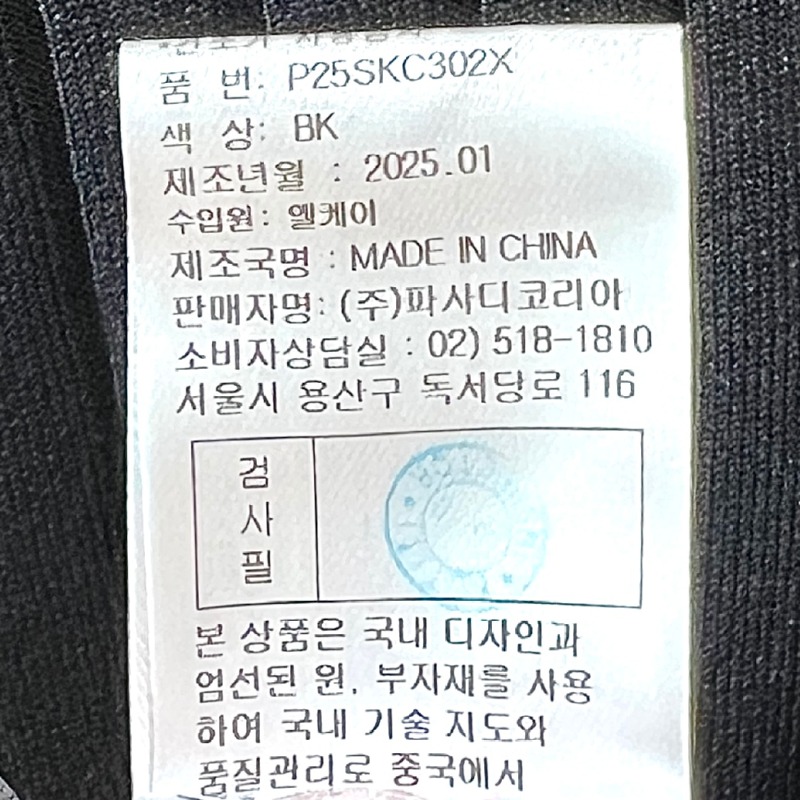 품 번: P25SKC302X
색 상: BK
제조년월 : 2025.01
수입원: 엘케이
제조국명 : MADE IN CHINA
판매자명: (주)파사디코리아
소비자상담실 : 02) 518-1810
서울시 용산구 독서당로 116
검
사
필
본 상품은 국내 디자인과
엄선된 원, 부자재를 사용
하여 국내 기술 지도와
품질관리로 중국에서